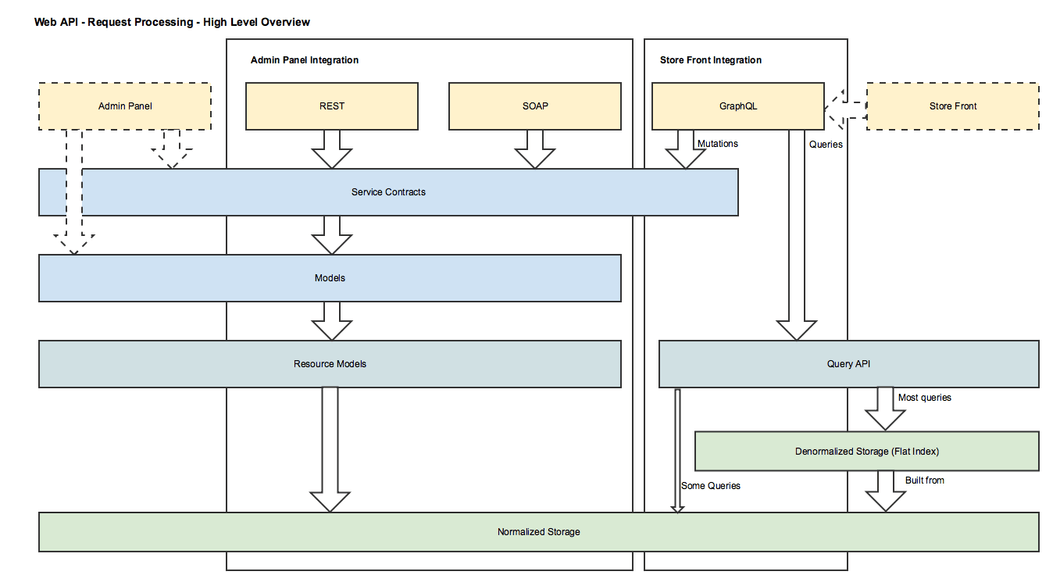 Web API - Request Processing - High Level Overview
Admin Panel Integration
Store Front Integration
Admin Panel
REST
SOAP
GraphQL
Store Front
Mutations
Queries
Service Contracts
Models
Resource Models
Query API
Most queries
Denormalized Storage (Flat Index)
Some Queries
Built from
Normalized Storage